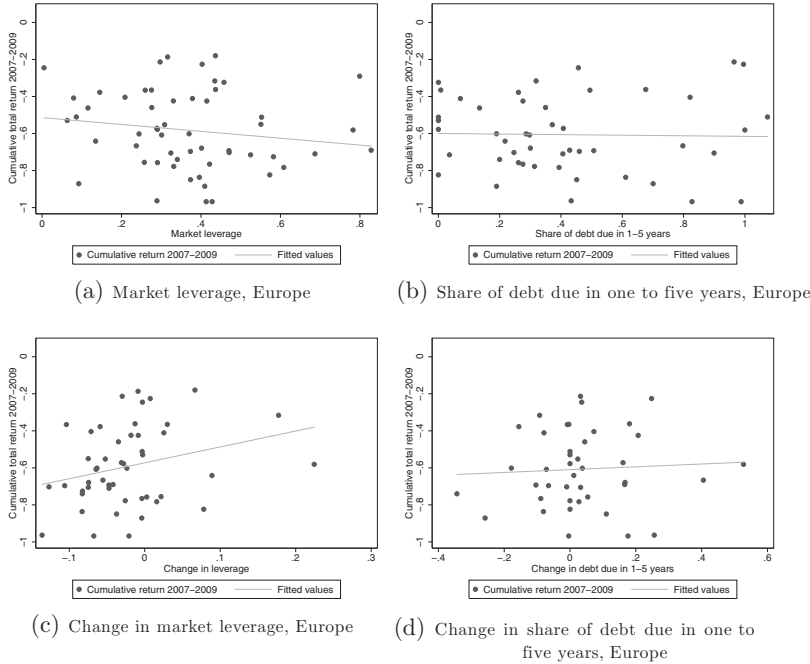 Cumulative total return 2007–2009
0
-.2
-.4
-.6
-.8
-1
0
.2
.4
.6
.8
Market leverage
Cumulative return 2007–2009
Fitted values
(a) Market leverage, Europe
Cumulative total return 2007–2009
0
-.2
-.4
-.6
-.8
-1
0
.2
.4
.6
.8
1
Share of debt due in 1–5 years
Cumulative return 2007–2009
Fitted values
(b) Share of debt due in one to five years, Europe
Cumulative total return 2007–2009
0
-.2
-.4
-.6
-.8
-1
−0.1
0
.1
.2
0.3
Change in leverage
Cumulative return 2007–2009
Fitted values
(c) Change in market leverage, Europe
Cumulative total return 2007–2009
0
-.2
-.4
-.6
-.8
-1
−0.4
-.2
0
.2
.4
.6
Change in debt due in 1–5 years
Cumulative return 2007–2009
Fitted values
(d) Change in share of debt due in one to
five years, Europe